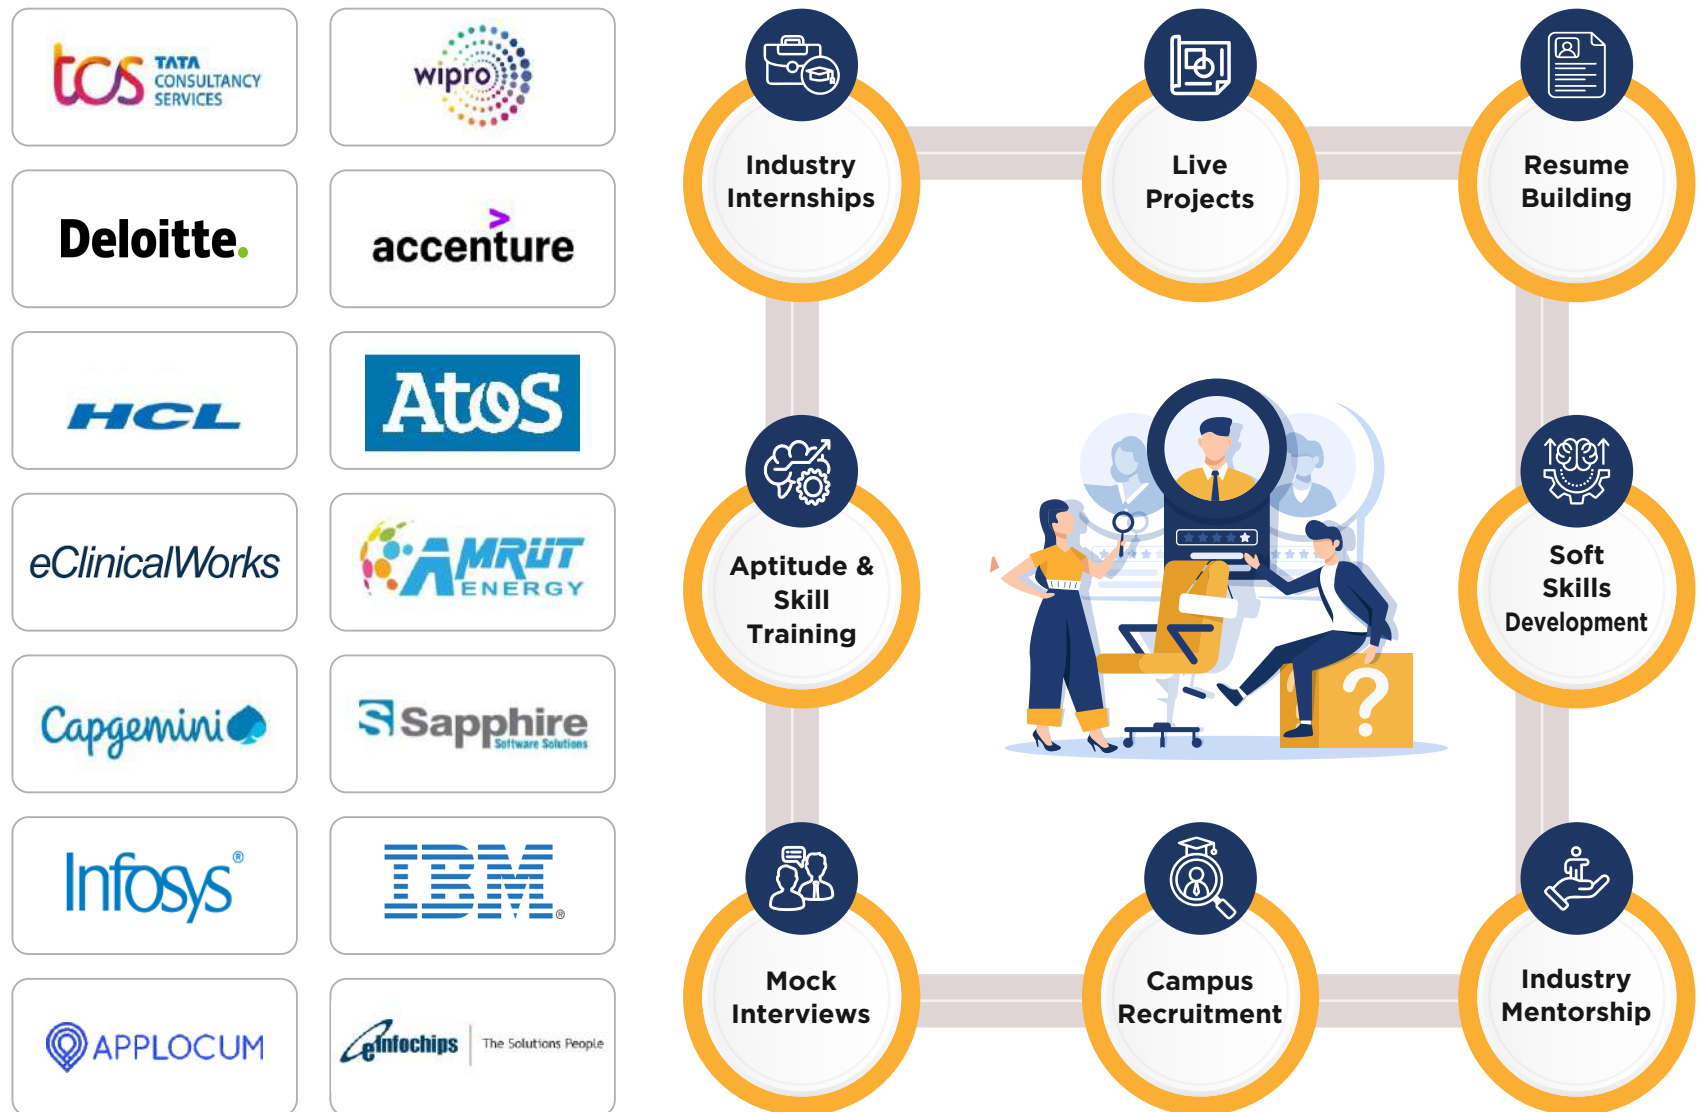 tcs TATA
CONSULTANCY
SERVICES
wipro
Deloitte.
accenture
HCL
Atos
eClinicalWorks
AMRUT
ENERGY
Capgemini
S Sapphire
Software Solutions
Infosys®
IBM®
APPLOCUM
eInfochips The Solutions People
Industry
Internships
Live
Projects
Resume
Building
Aptitude &
Skill
Training
Soft
Skills
Development
?
Mock
Interviews
Campus
Recruitment
Industry
Mentorship